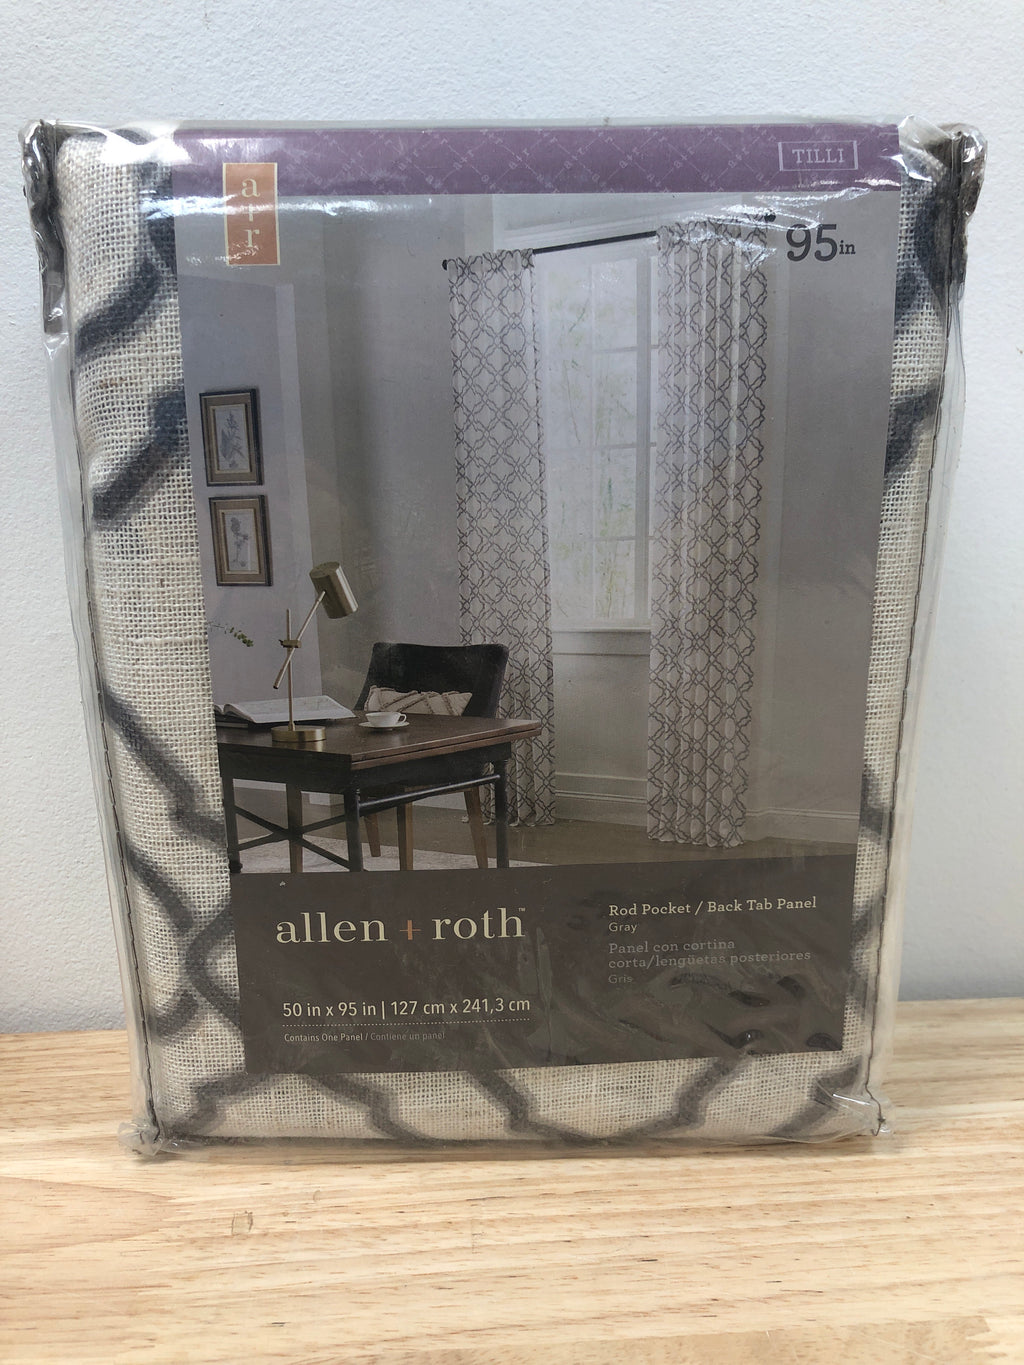 TILLI
a
+
r
95in
allen + roth™
Rod Pocket / Back Tab Panel
Gray
Panel con cortina
corta/lengüetas posteriores
Gris
50 in x 95 in | 127 cm x 241,3 cm
Contains One Panel / Contiene un panel